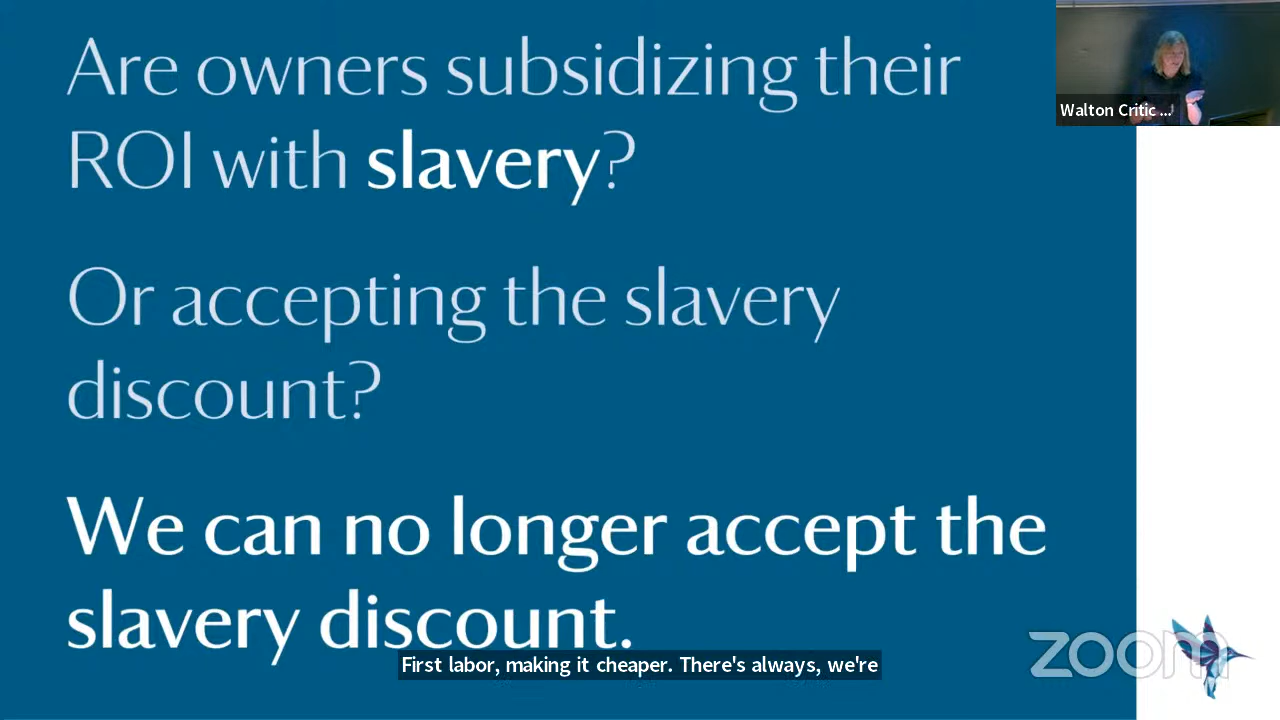 Are owners subsidizing their
ROI with slavery?
Or accepting the slavery
discount?
We can no longer accept the
slavery discount.
Walton Critic ...
First labor, making it cheaper. There's always, we're
zoom